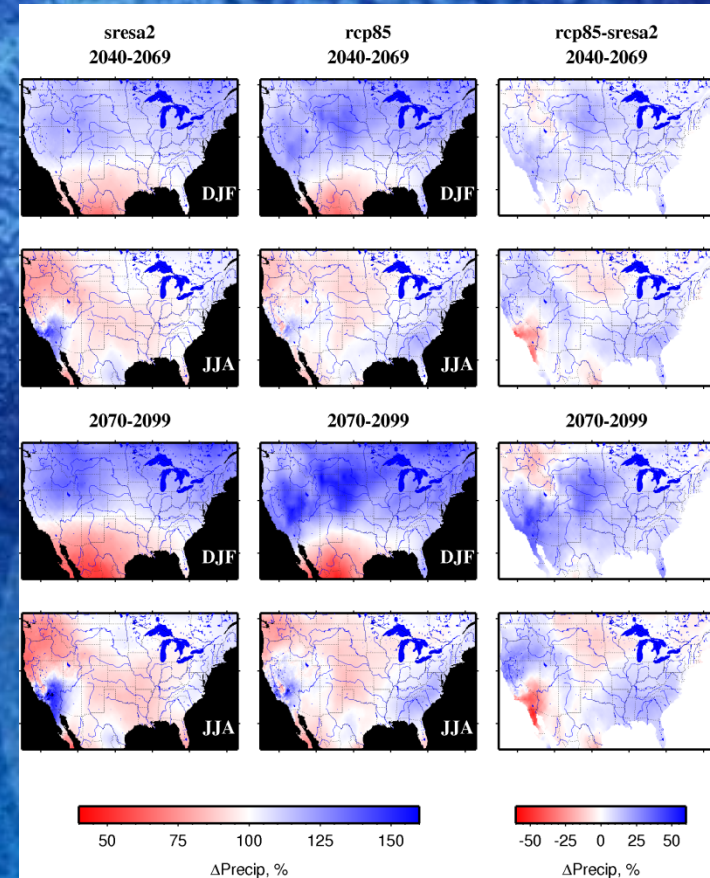 sresa2 rcp85 rcp85-sresa2
2040-2069 2040-2069 2040-2069
DJF DJF
JJA JJA
2070-2099 2070-2099 2070-2099
DJF DJF
JJA JJA
50 75 100 125 150 -50 -25 0 25 50
ΔPrecip, % ΔPrecip, %